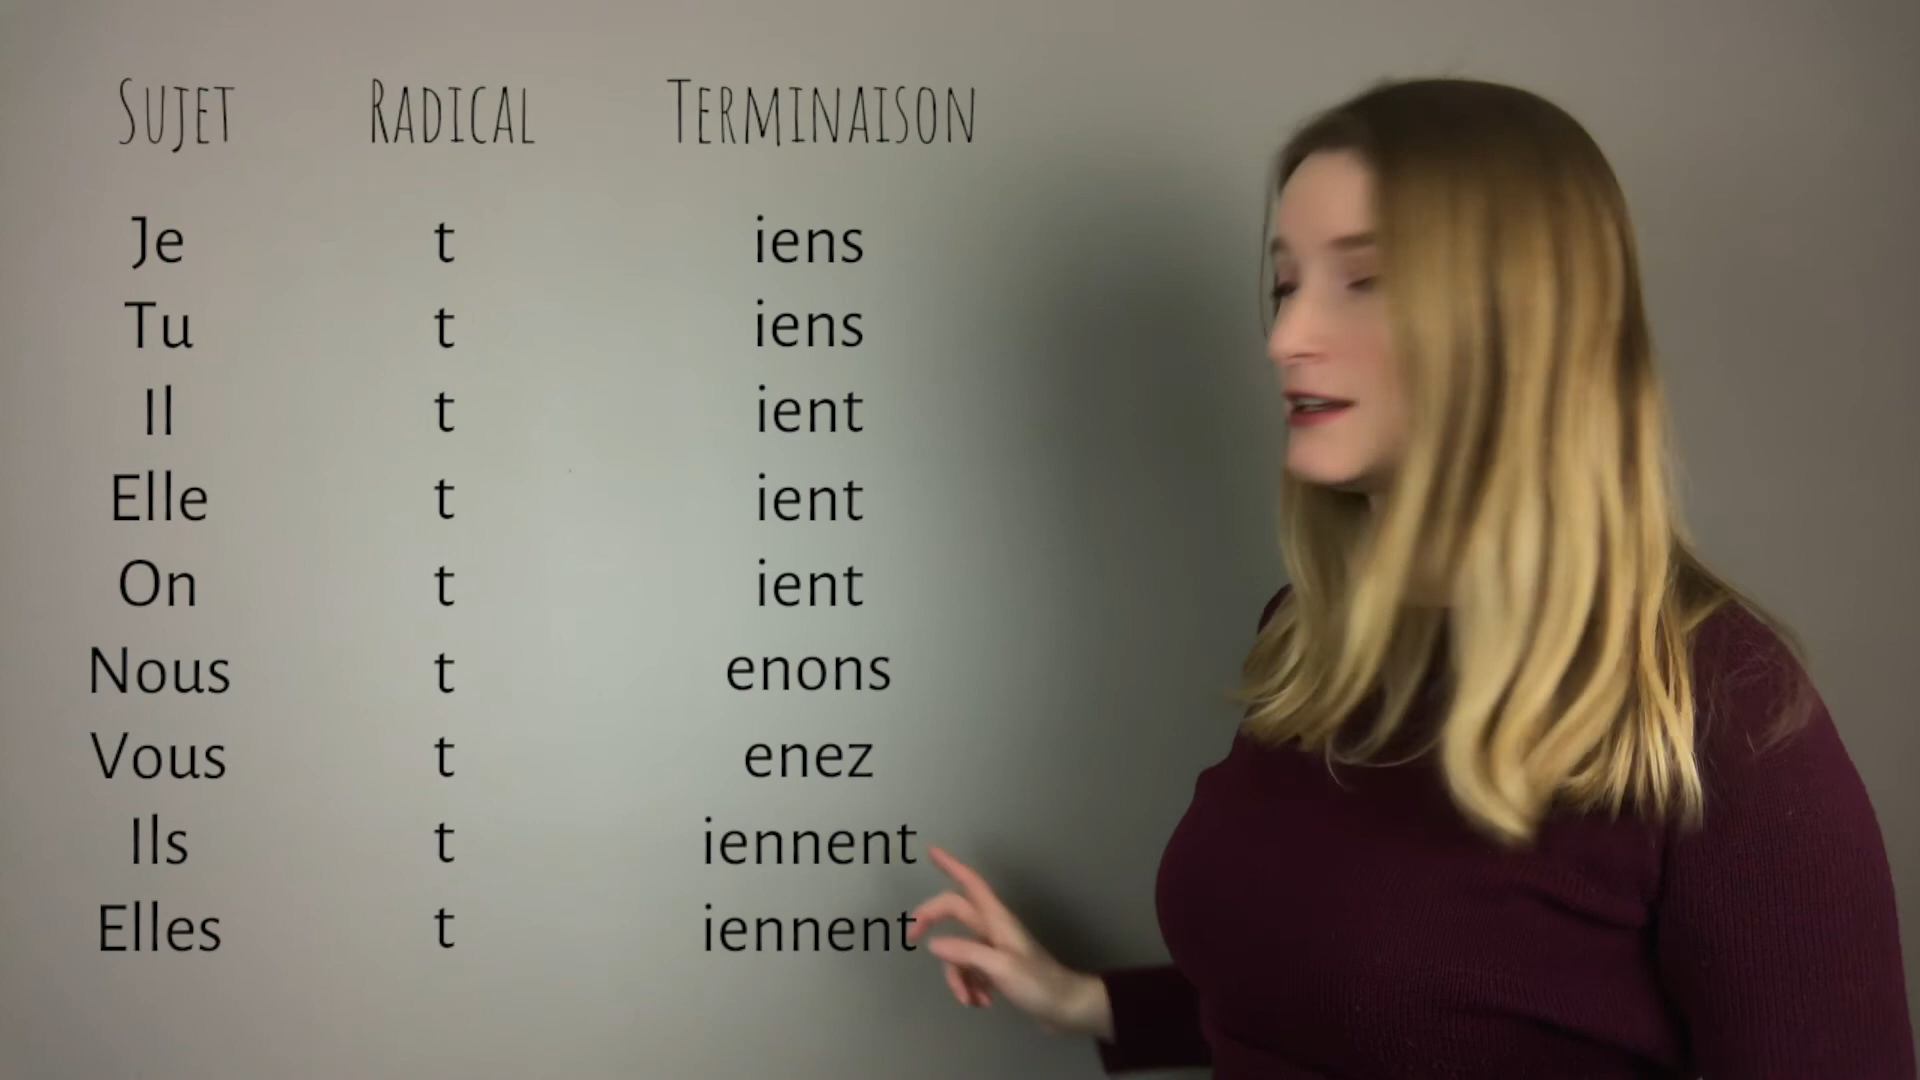 SUJET RADICAL TERMINAISON
Je t iens
Tu t iens
Il t ient
Elle t ient
On t ient
Nous t enons
Vous t enez
Ils t iennent
Elles t iennent